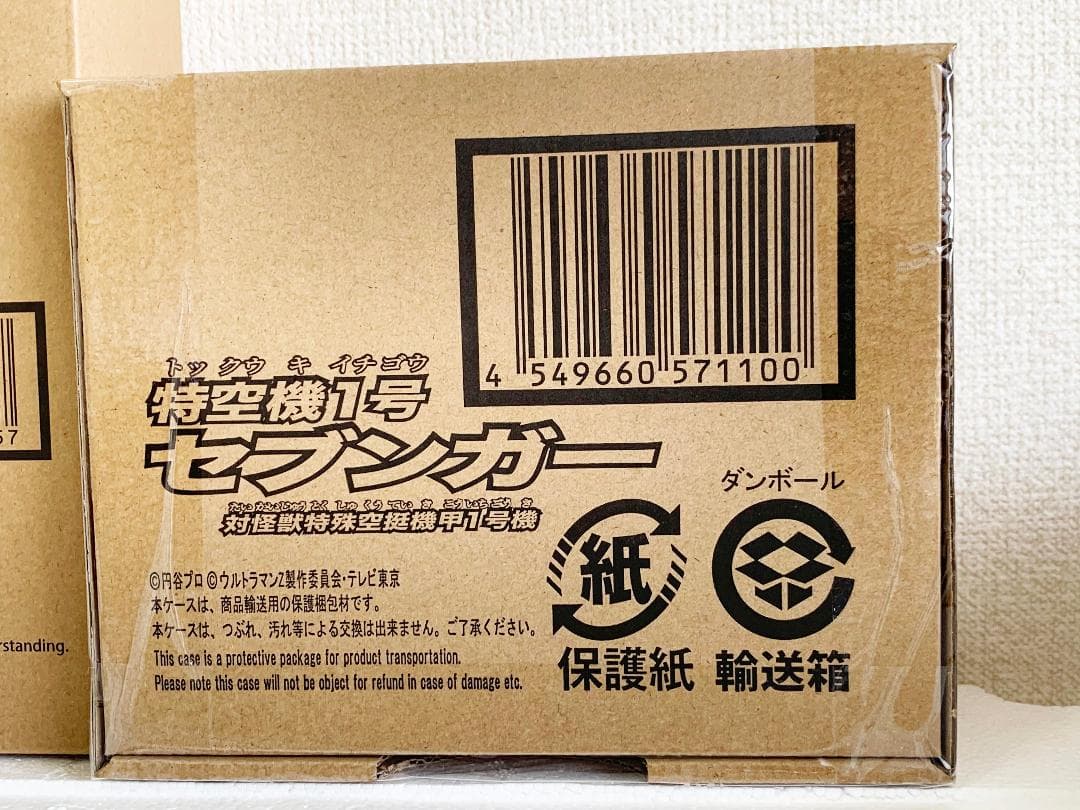 4 549660 571100
トックウキイチゴウ
特空機1号
セブンガー
たいかいじゅうとくしゅくうていきこういちごうき
対怪獣特殊空挺機甲1号機
©円谷プロ ©ウルトラマンZ製作委員会・テレビ東京
本ケースは、商品輸送用の保護梱包材です。
本ケースは、つぶれ、汚れ等による交換は出来ません。ご了承ください。
This case is a protective package for product transportation.
Please note this case will not be object for refund in case of damage etc.
紙
保護紙
ダンボール
輸送箱
57
rstanding.